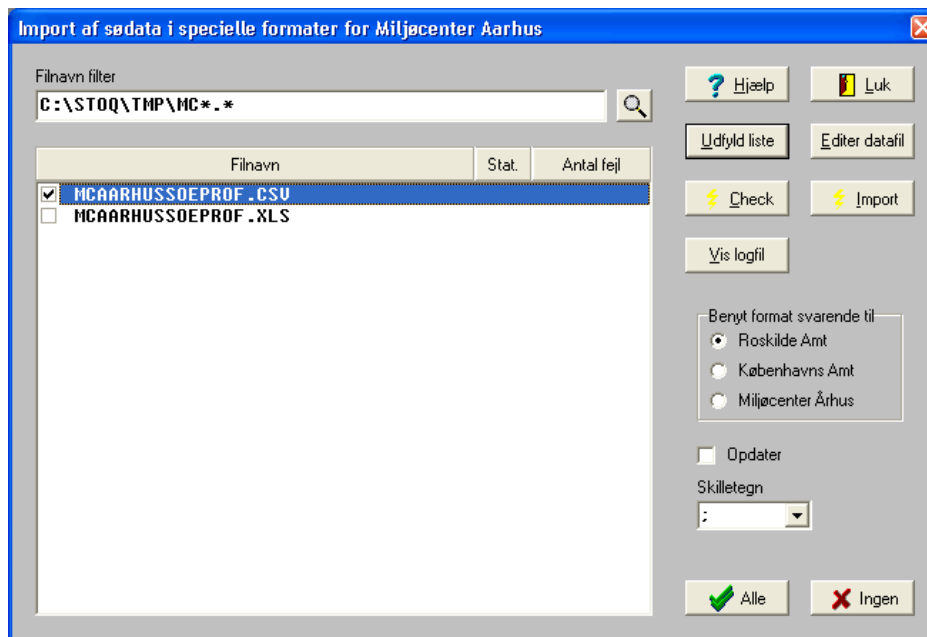 Import af sødata i specielle formater for Miljøcenter Aarhus
Filnavn filter
C:\STOQ\TMP\MC*.*
Hjælp
Luk
Udfyld liste
Editer datafil
Filnavn
Stat.
Antal fejl
MCAARHUSSOEPROF.CSV
MCAARHUSSOEPROF.XLS
Check
Import
Vis logfil
Benyt format svarende til
Roskilde Amt
Københavns Amt
Miljøcenter Århus
Opdater
Skilletegn
;
Alle
Ingen